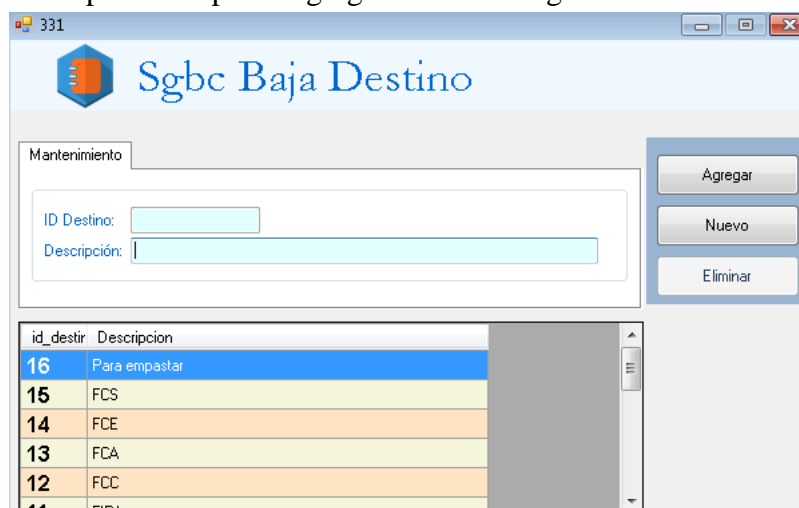 331
Sgbc Baja Destino
Mantenimiento
Agregar
ID Destino:
Nuevo
Descripción:
Eliminar
id_destir Descripcion
16 Para empastar
15 FCS
14 FCE
13 FCA
12 FCC